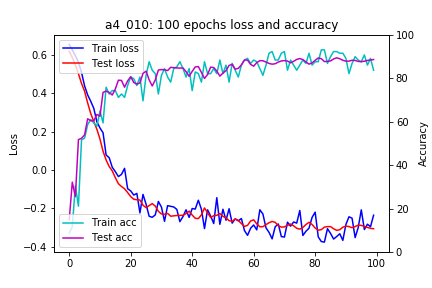 a4_010: 100 epochs loss and accuracy
Train loss
Test loss
Train acc
Test acc
Loss
Accuracy
0.6
0.4
0.2
0.0
−0.2
−0.4
100
80
60
40
20
0
0 20 40 60 80 100